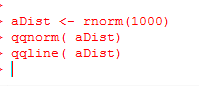 >
> aDist <- rnorm(1000)
> qqnorm( aDist)
> qqline( aDist)
>